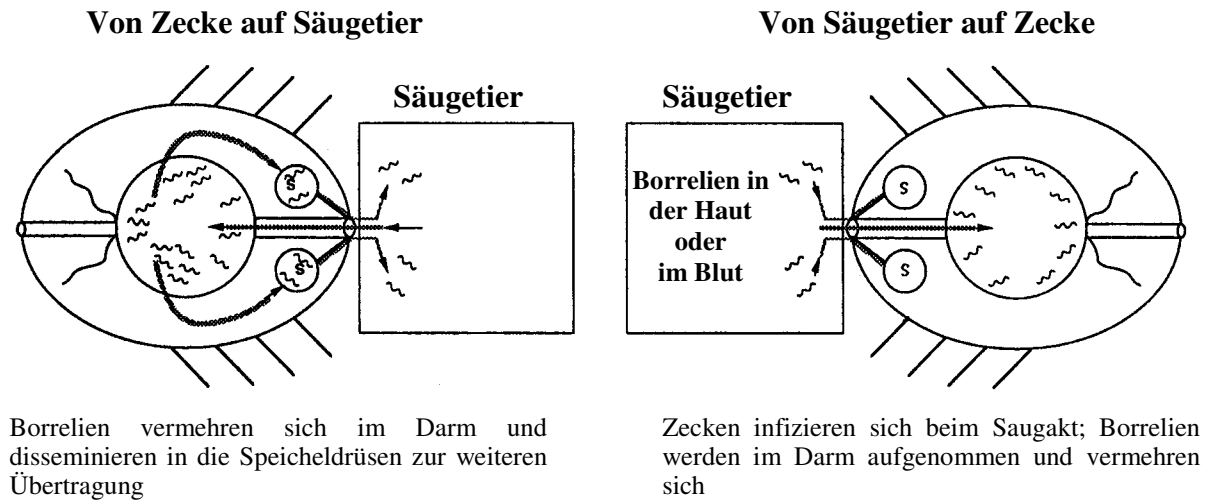 Von Zecke auf Säugetier
Säugetier
S
S
Borrelien vermehren sich im Darm und
disseminieren in die Speicheldrüsen zur weiteren
Übertragung
Von Säugetier auf Zecke
Säugetier
Borrelien in
der Haut
oder
im Blut
S
S
Zecken infizieren sich beim Saugakt; Borrelien
werden im Darm aufgenommen und vermehren
sich